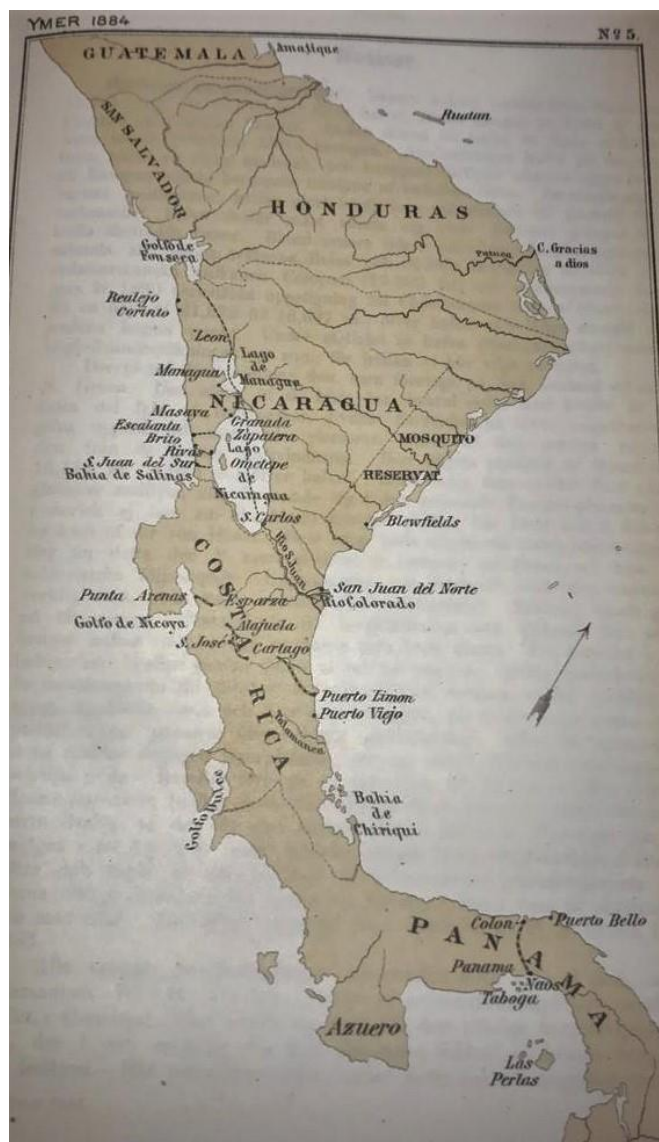 YMER 1884
Nº 5.
GUATEMALA
Amatique
SAN SALVADOR
Ruatan
HONDURAS
Golfo de
Fonseca
Patuca
C. Gracias
a dios
Realejo
Corinto
Leon
Lago
de
Managua
Managua
NICARAGUA
Masaya
Granada
Escalanta
Zapatera
Brito
MOSQUITO
RESERVAT.
Rivas
Lago
Ometepe
de
Nicaragua
S. Juan del Sur
Bahia de Salinas
S. Carlos
Blewfields
Rio S. Juan
COSTA RICA
San Juan del Norte
Rio Colorado
Punta Arenas
Esparza
Golfo de Nicoya
Alajuela
S. José
Cartago
Puerto Limon
Puerto Viejo
Talamanca
Golfo Dulce
Bahia
de
Chiriqui
PANAMA
Colon
Puerto Bello
Panama
Naos
Taboga
Azuero
Las
Perlas